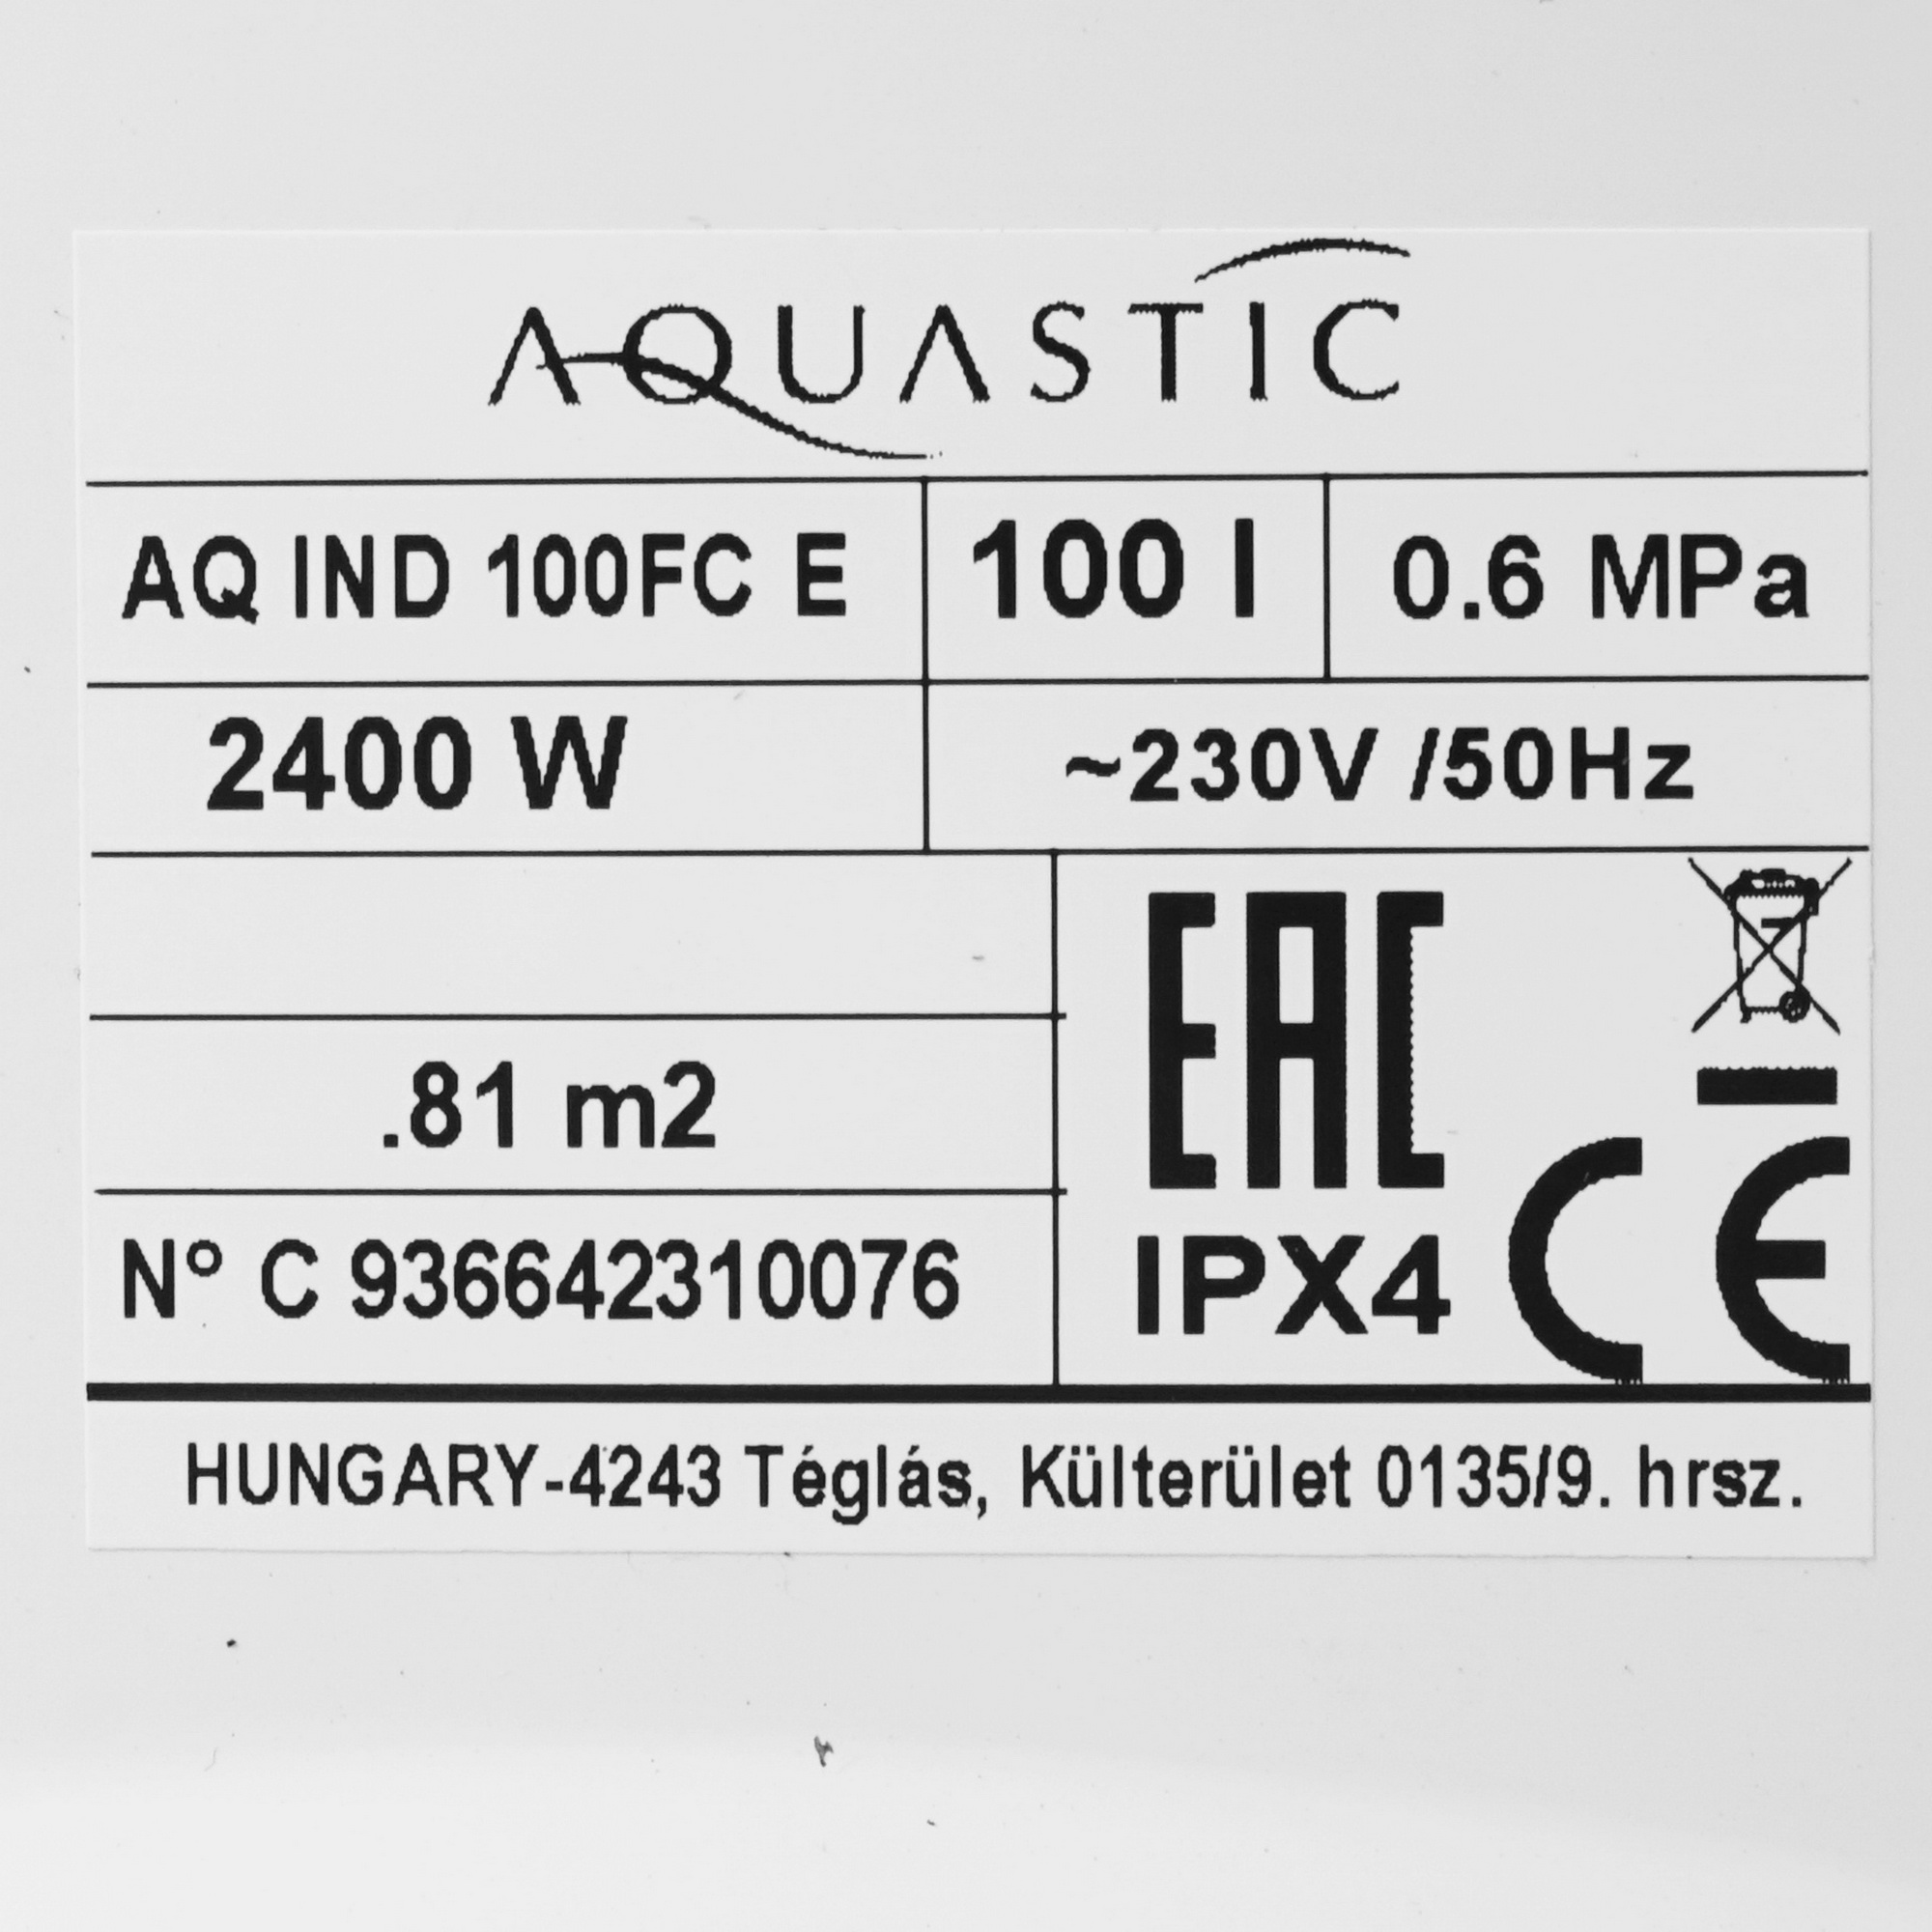 AQUASTIC
AQ IND 100FC E 100 l 0.6 MPa
2400 W ~230V /50Hz
EAC
.81 m2
N° C 936642310076 IPX4 CE
HUNGARY-4243 Téglás, Külterület 0135/9. hrsz.